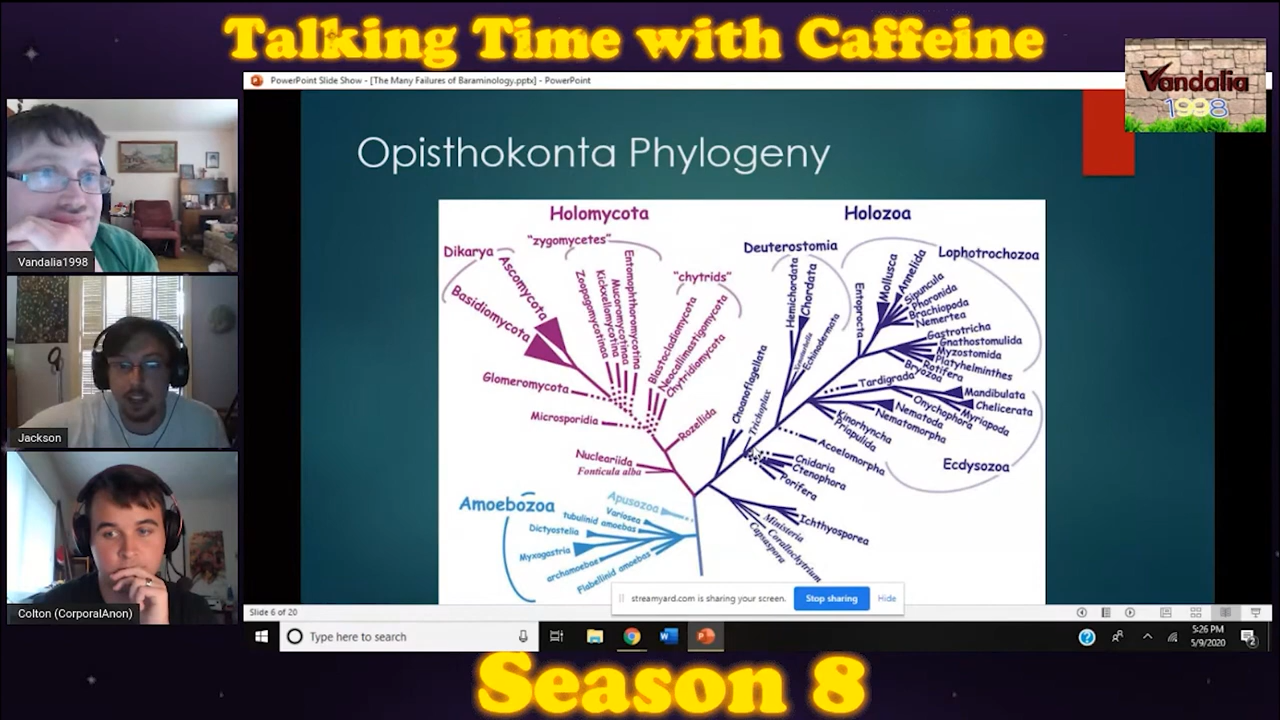 Talking Time with Caffeine
Vandalia
1998
PowerPoint Slide Show - [The Many Failures of Baraminology.pptx] - PowerPoint
Opisthokonta Phylogeny
Holomycota
Holozoa
Dikarya
"zygomycetes"
"chytrids"
Deuterostomia
Lophotrochozoa
Basidiomycota
Ascomycota
Zoopagomycotinaa
Kickxellamycotina
Mucoromycotinaa
Entomophthoromycotina
Blastocladiomycota
Neocallimastigomycota
Chytridiomycota
Glomeromycota
Microsporidia
Rozellida
Nucleariida
Fonticula alba
Choanoflagellata
Trichoplax
Hemichordata
Chordata
Echinodermata
Entoprocta
Mollusca
Annelida
Sipuncula
Phoronida
Brachiopoda
Nemertea
Gastrotricha
Gnathostomulida
Myzostomida
Platyhelminthes
Rotifera
Bryozoa
Tardigrada
Mandibulata
Chelicerata
Myriapoda
Onychophora
Nematoda
Nematomorpha
Kinorhyncha
Priapulida
Acoelomorpha
Ecdysozoa
Cnidaria
Ctenophora
Porifera
Ichthyosporea
Ministeria
Corallochytrium
Capsaspora
Amoebozoa
Apusozoa
Variosea
tubulinid amoebas
Dictyostelia
Myxogastria
archamoebae
Flabellinid amoebas
Vandalia1998
Jackson
Colton (CorporalAnon)
streamyard.com is sharing your screen.
Stop sharing
Hide
Slide 6 of 20
Type here to search
5:26 PM
5/9/2020
2
Season 8